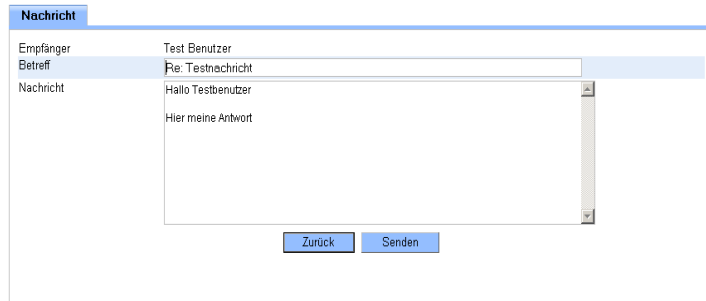 Nachricht
Empfänger Test Benutzer
Betreff Re: Testnachricht
Nachricht Hallo Testbenutzer
Hier meine Antwort
Zurück Senden